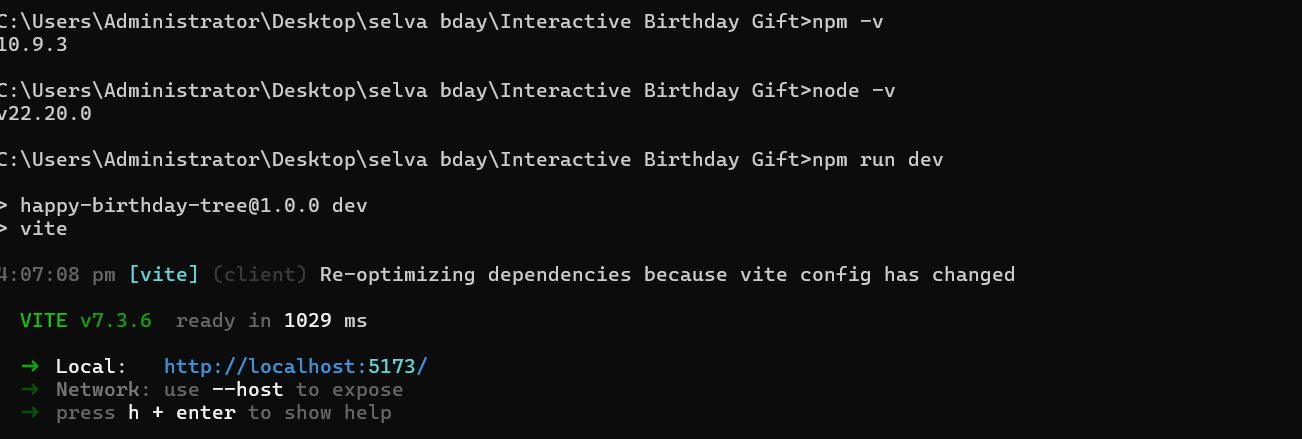 C:\Users\Administrator\Desktop\selva bday\Interactive Birthday Gift>npm -v
10.9.3
C:\Users\Administrator\Desktop\selva bday\Interactive Birthday Gift>node -v
v22.20.0
C:\Users\Administrator\Desktop\selva bday\Interactive Birthday Gift>npm run dev
> happy-birthday-tree@1.0.0 dev
> vite
4:07:08 pm [vite] (client) Re-optimizing dependencies because vite config has changed
VITE v7.3.6 ready in 1029 ms
➜ Local: http://localhost:5173/
➜ Network: use --host to expose
➜ press h + enter to show help